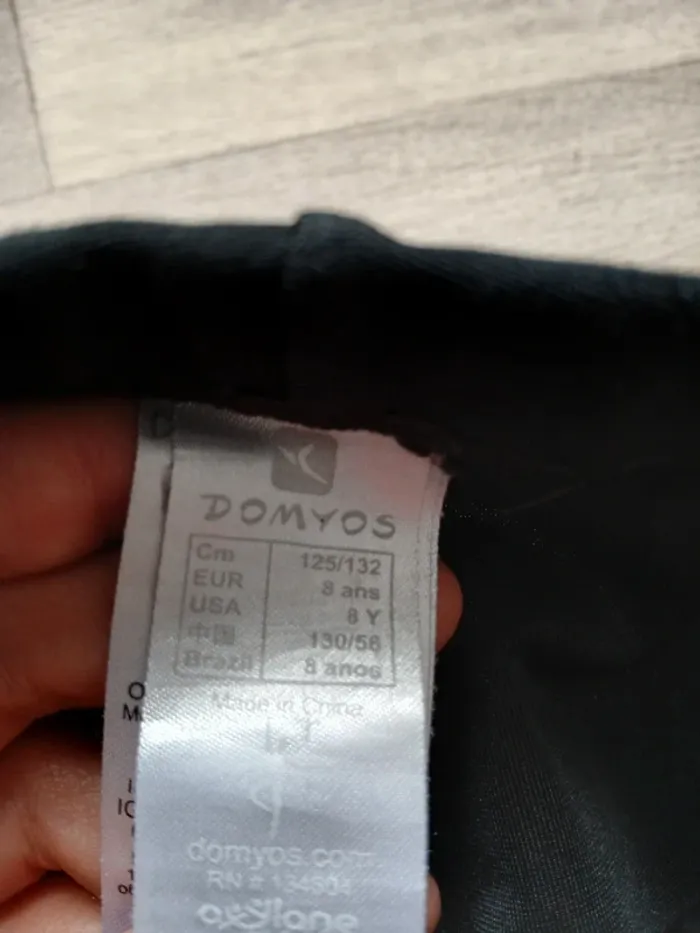 DOMYOS
Cm 125/132
EUR 8 ans
USA 8 Y
中国 130/56
Brazil 8 anos
Made in China
domyos.com
RN # 134504
oxylane